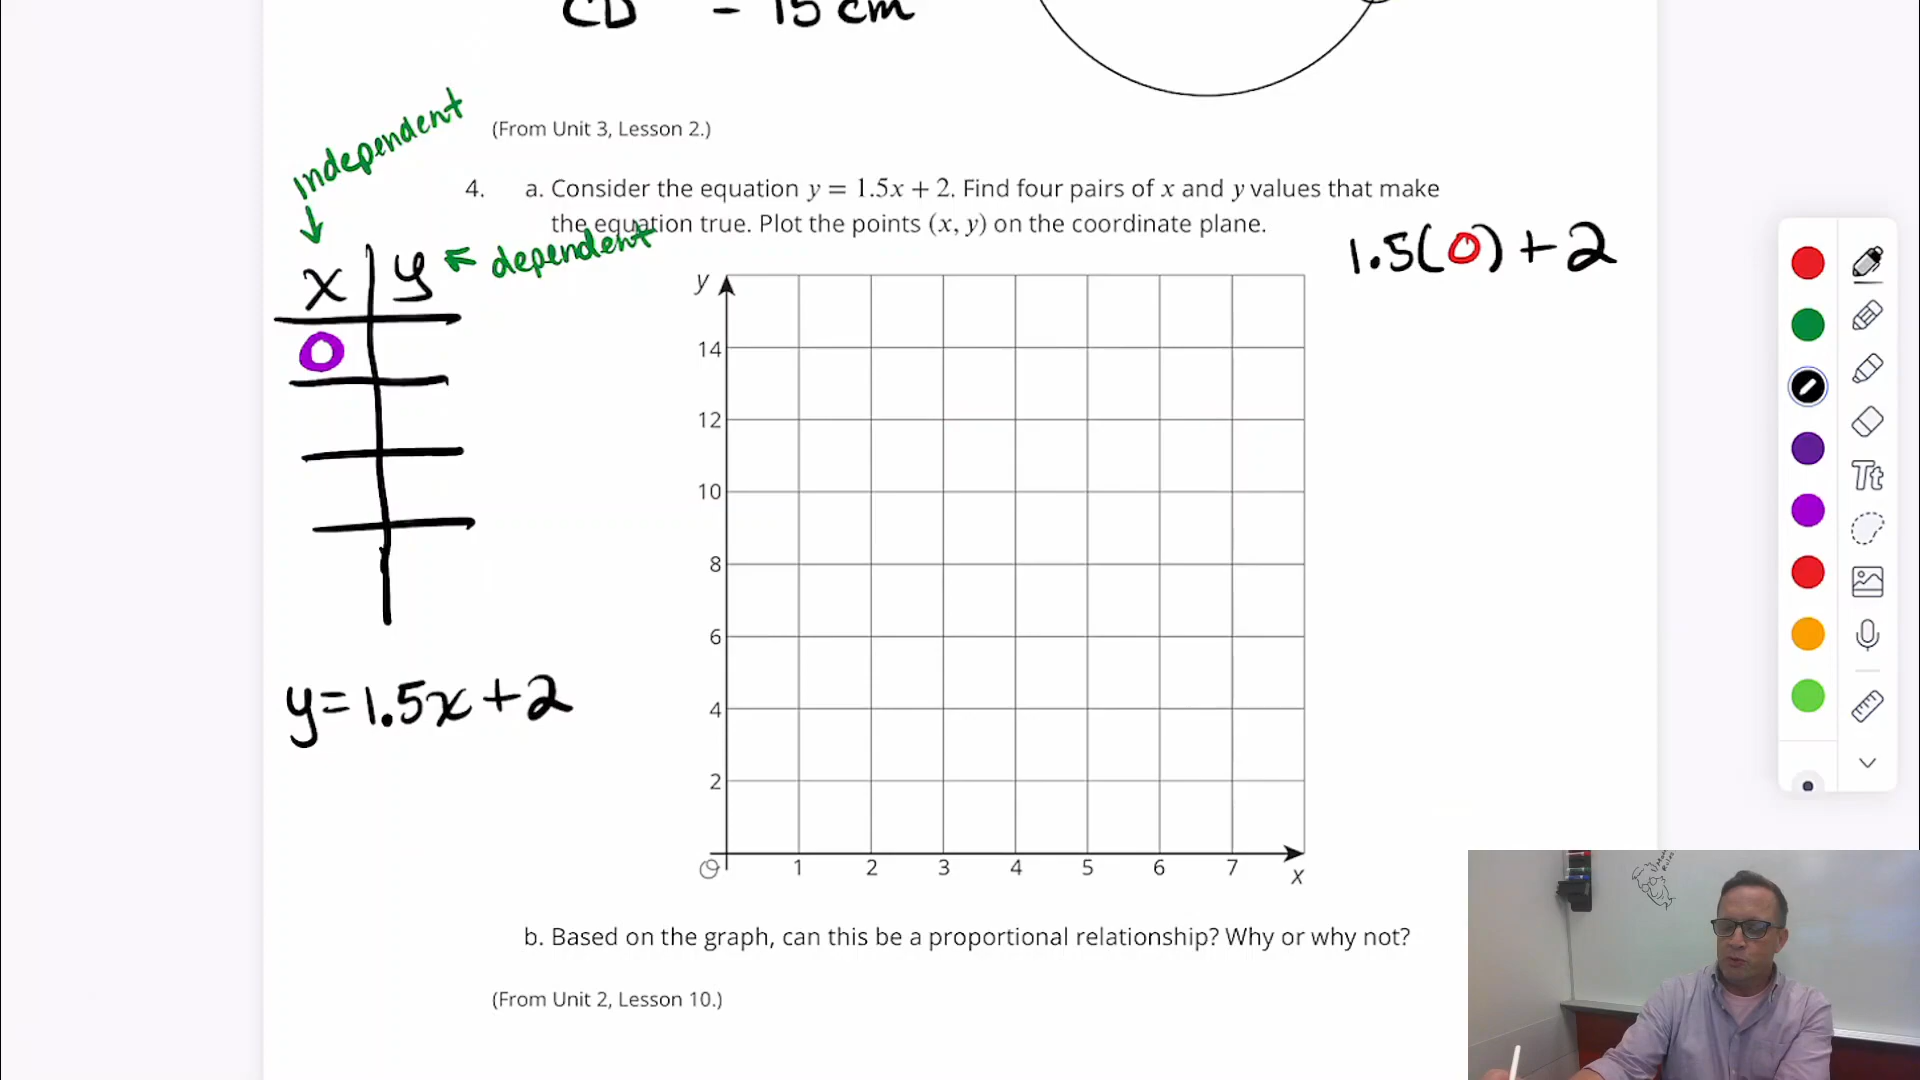 CD = 15 cm
(From Unit 3, Lesson 2.)
independent
4. a. Consider the equation y = 1.5x + 2. Find four pairs of x and y values that make
the equation true. Plot the points (x, y) on the coordinate plane.
dependent
1.5(0)+2
x y
0
y
14
12
10
8
6
4
2
O 1 2 3 4 5 6 7 x
y=1.5x+2
b. Based on the graph, can this be a proportional relationship? Why or why not?
(From Unit 2, Lesson 10.)
Tt